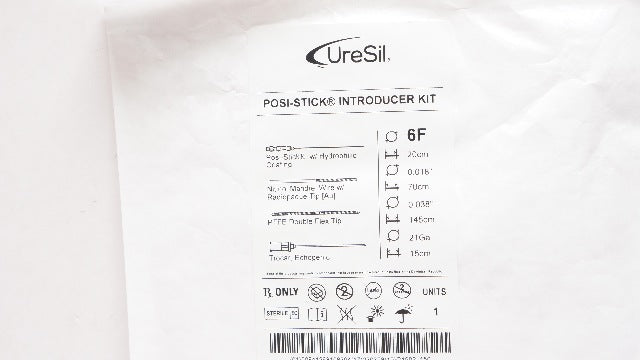 UreSil
POSI-STICK® INTRODUCER KIT
6F
Posi-Stick® w/ Hydrophilic Coating
20cm
0.018"
Nitinol Mandrel Wire w/
Radiopaque Tip [Au]
70cm
0.038"
PTFE Double Flex Tip
145cm
21Ga
Trocar, Echogenic
15cm
Rx ONLY
UNITS
STERILE
1